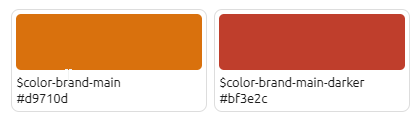 $color-brand-main
#d9710d
$color-brand-main-darker
#bf3e2c